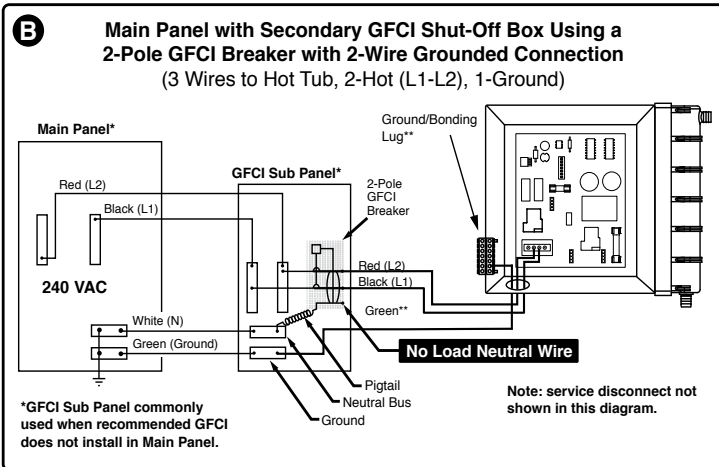 B
Main Panel with Secondary GFCI Shut-Off Box Using a
2-Pole GFCI Breaker with 2-Wire Grounded Connection
(3 Wires to Hot Tub, 2-Hot (L1-L2), 1-Ground)
Ground/Bonding
Lug**
Main Panel*
GFCI Sub Panel*
2-Pole
GFCI
Breaker
Red (L2)
Black (L1)
240 VAC
Red (L2)
Black (L1)
Green**
White (N)
Green (Ground)
No Load Neutral Wire
Pigtail
Neutral Bus
Ground
*GFCI Sub Panel commonly
used when recommended GFCI
does not install in Main Panel.
Note: service disconnect not
shown in this diagram.